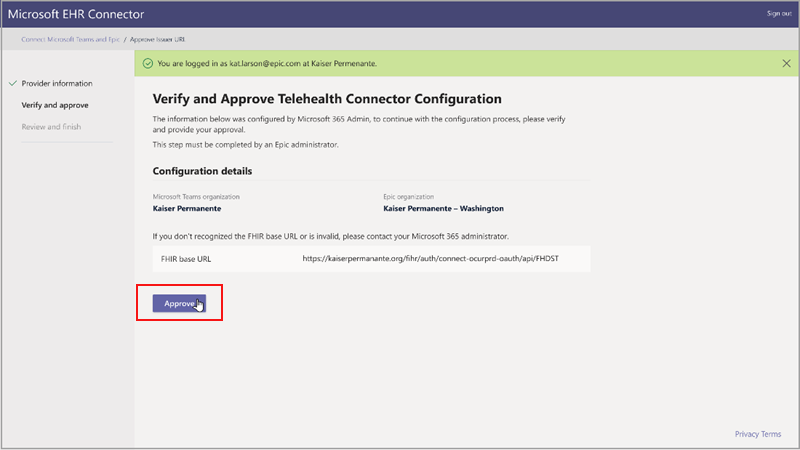 Microsoft EHR Connector
Sign out
Connect Microsoft Teams and Epic / Approve Issuer URL
You are logged in as kat.larson@epic.com at Kaiser Permenante.
Provider information
Verify and approve
Review and finish
Verify and Approve Telehealth Connector Configuration
The information below was configured by Microsoft 365 Admin, to continue with the configuration process, please verify
and provide your approval.
This step must be completed by an Epic administrator.
Configuration details
Microsoft Teams organization
Kaiser Permanente
Epic organization
Kaiser Permanente – Washington
If you don't recognized the FHIR base URL or is invalid, please contact your Microsoft 365 administrator.
FHIR base URL
https://kaiserpermanante.org/fihr/auth/connect-ocurprd-oauth/api/FHDST
Approve
Privacy Terms